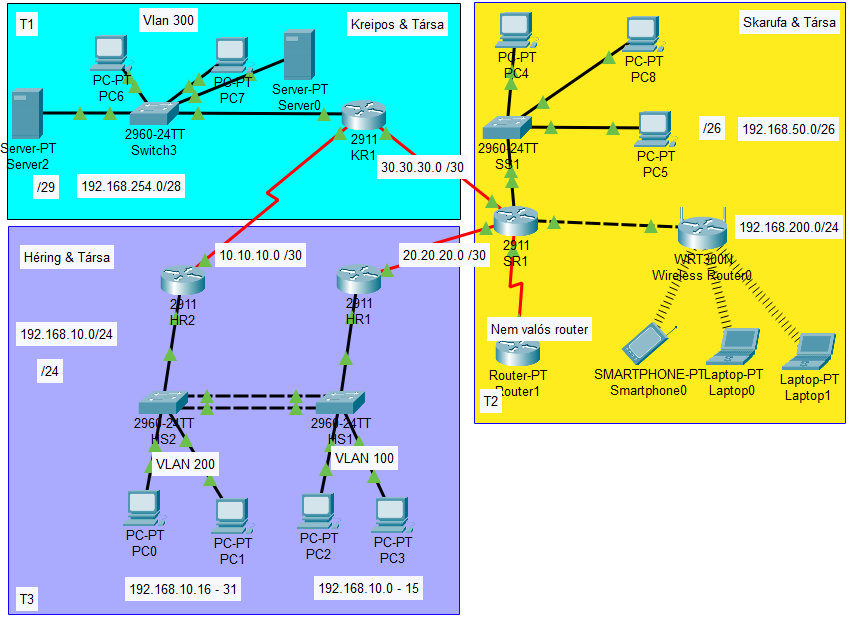 T1
Vlan 300
Kreipos & Társa
PC-PT
PC6
PC-PT
PC7
Server-PT
Server0
Server-PT
Server2
2960-24TT
Switch3
2911
KR1
/29
192.168.254.0/28
30.30.30.0 /30
Skarufa & Társa
PC-PT
PC4
PC-PT
PC8
2960-24TT
SS1
PC-PT
PC5
/26
192.168.50.0/26
2911
SR1
192.168.200.0/24
WRT300N
Wireless Router0
Nem valós router
Router-PT
Router1
SMARTPHONE-PT
Smartphone0
Laptop-PT
Laptop0
Laptop-PT
Laptop1
T2
Héring & Társa
10.10.10.0 /30
20.20.20.0 /30
2911
HR2
2911
HR1
192.168.10.0/24
/24
2960-24TT
HS2
2960-24TT
HS1
VLAN 200
VLAN 100
PC-PT
PC0
PC-PT
PC1
PC-PT
PC2
PC-PT
PC3
192.168.10.16 - 31
192.168.10.0 - 15
T3